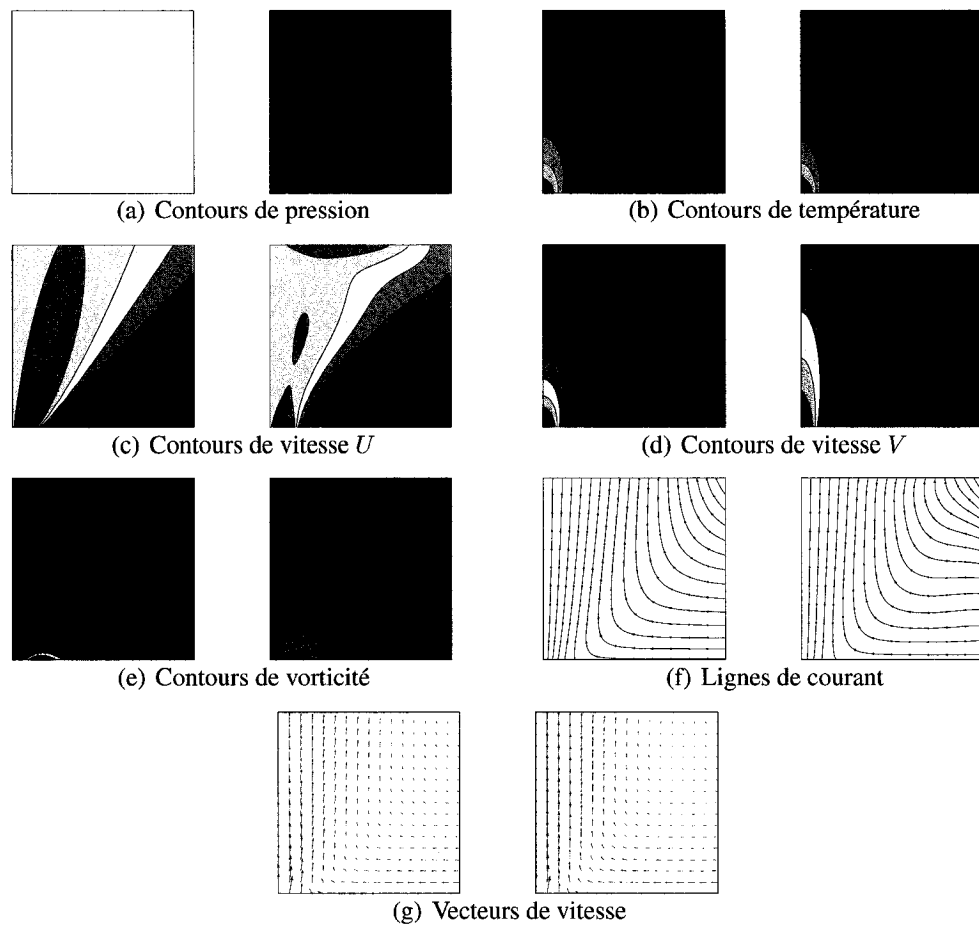 (a) Contours de pression
(b) Contours de température
(c) Contours de vitesse U
(d) Contours de vitesse V
(e) Contours de vorticité
(f) Lignes de courant
(g) Vecteurs de vitesse